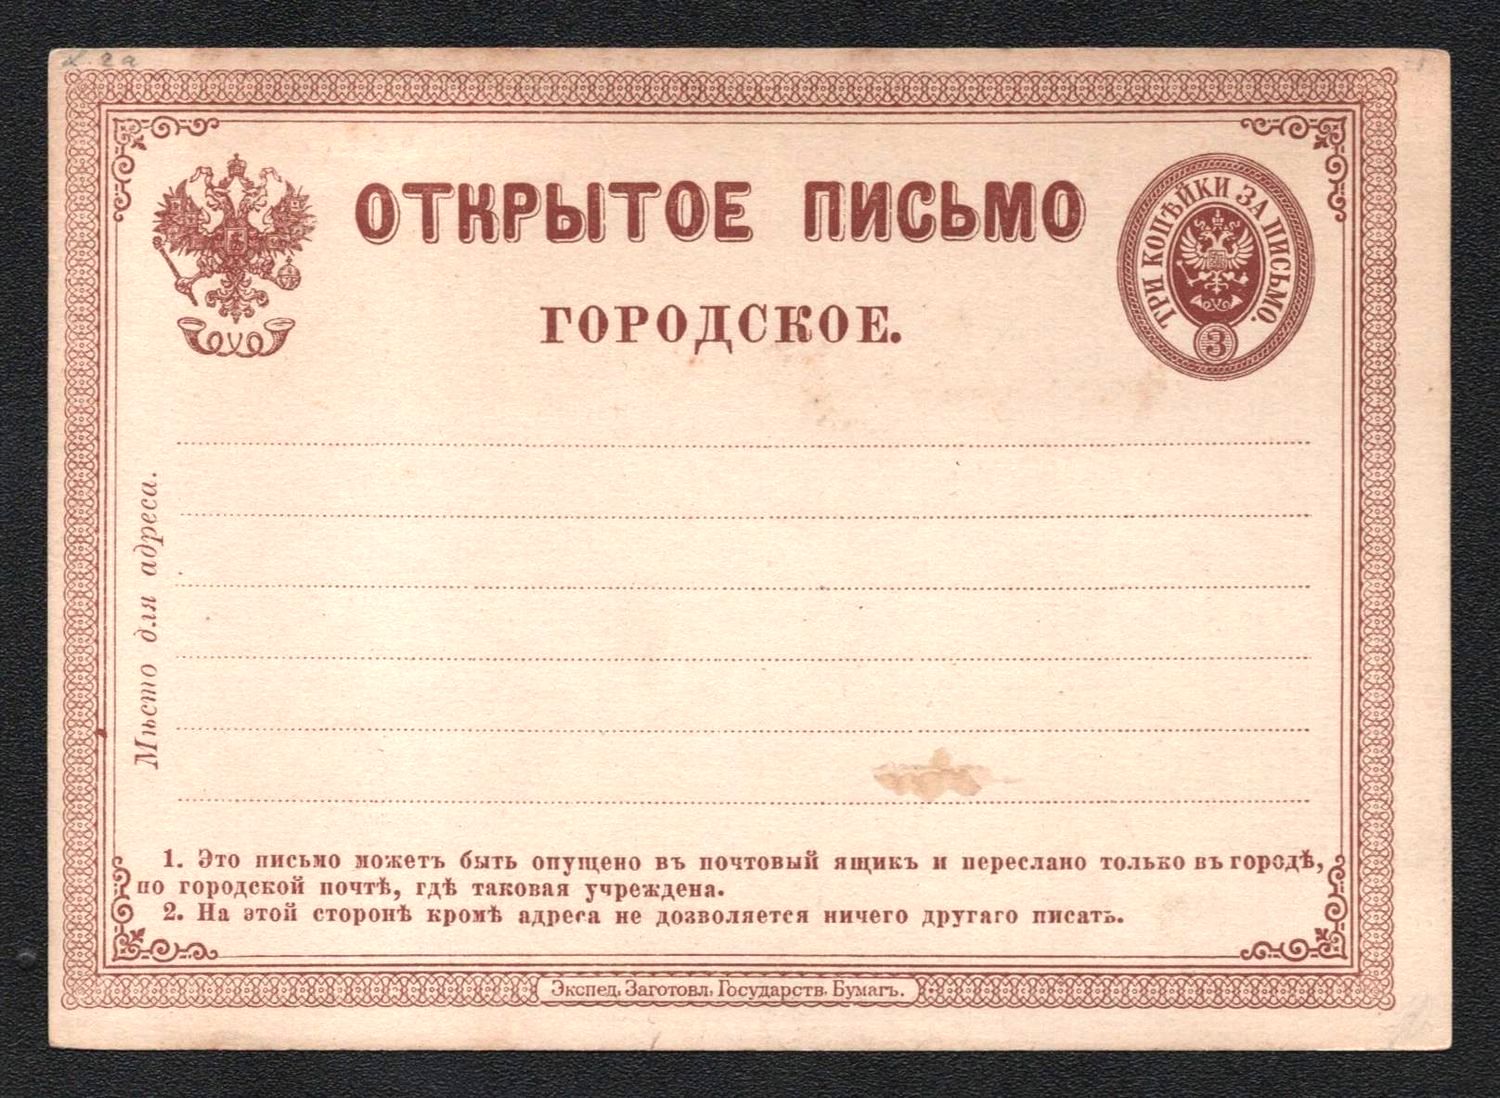 х. 2а
ОТКРЫТОЕ ПИСЬМО
ТРИ КОПѢЙКИ ЗА ПИСЬМО.
3
ГОРОДСКОЕ.
Мѣсто для адреса.
1. Это письмо можетъ быть опущено въ почтовый ящикъ и переслано только въ городѣ,
по городской почтѣ, гдѣ таковая учреждена.
2. На этой сторонѣ кромѣ адреса не дозволяется ничего другаго писать.
Экспед. Заготовл. Государств. Бумагъ.